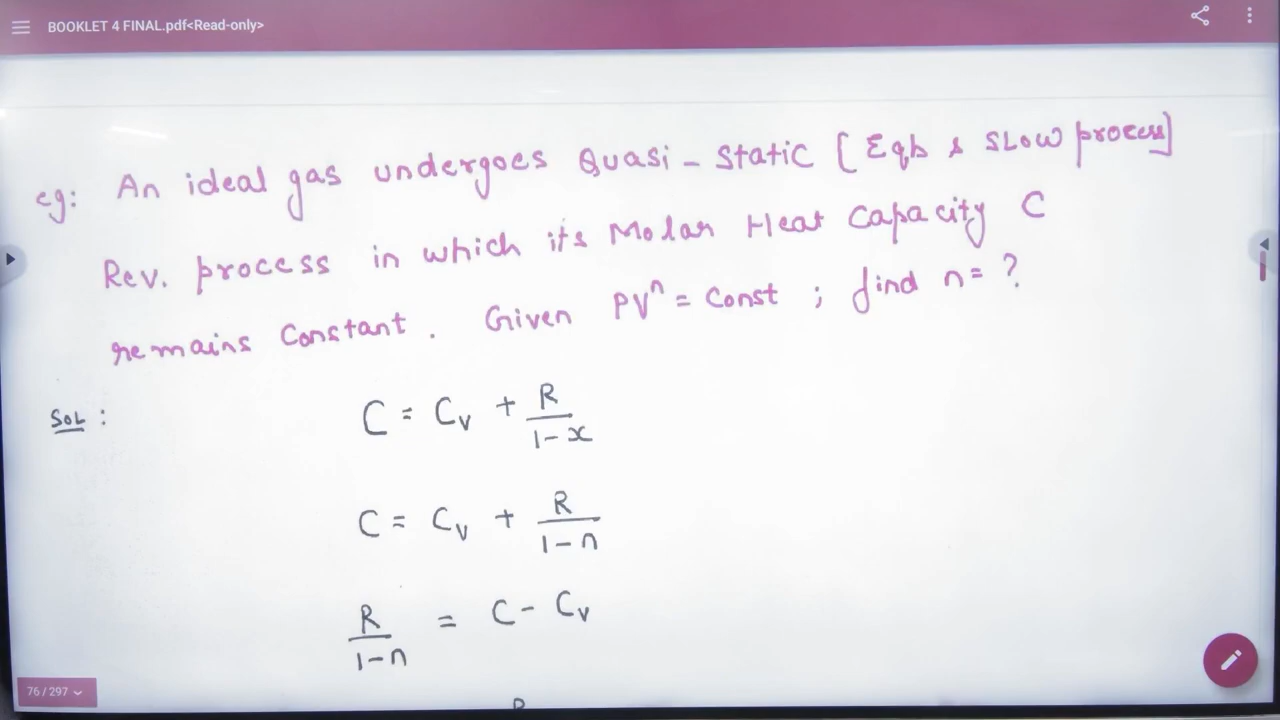 BOOKLET 4 FINAL.pdf<Read-only>
eg: An ideal gas undergoes Quasi - static [Eqb & SLOW process]
Rev. process in which its Molar Heat Capacity C
remains constant. Given PVⁿ = Const ; find n = ?
SOL :
C = Cv + R/(1-x)
C = Cv + R/(1-n)
R/(1-n) = C - Cv
R
76 / 297